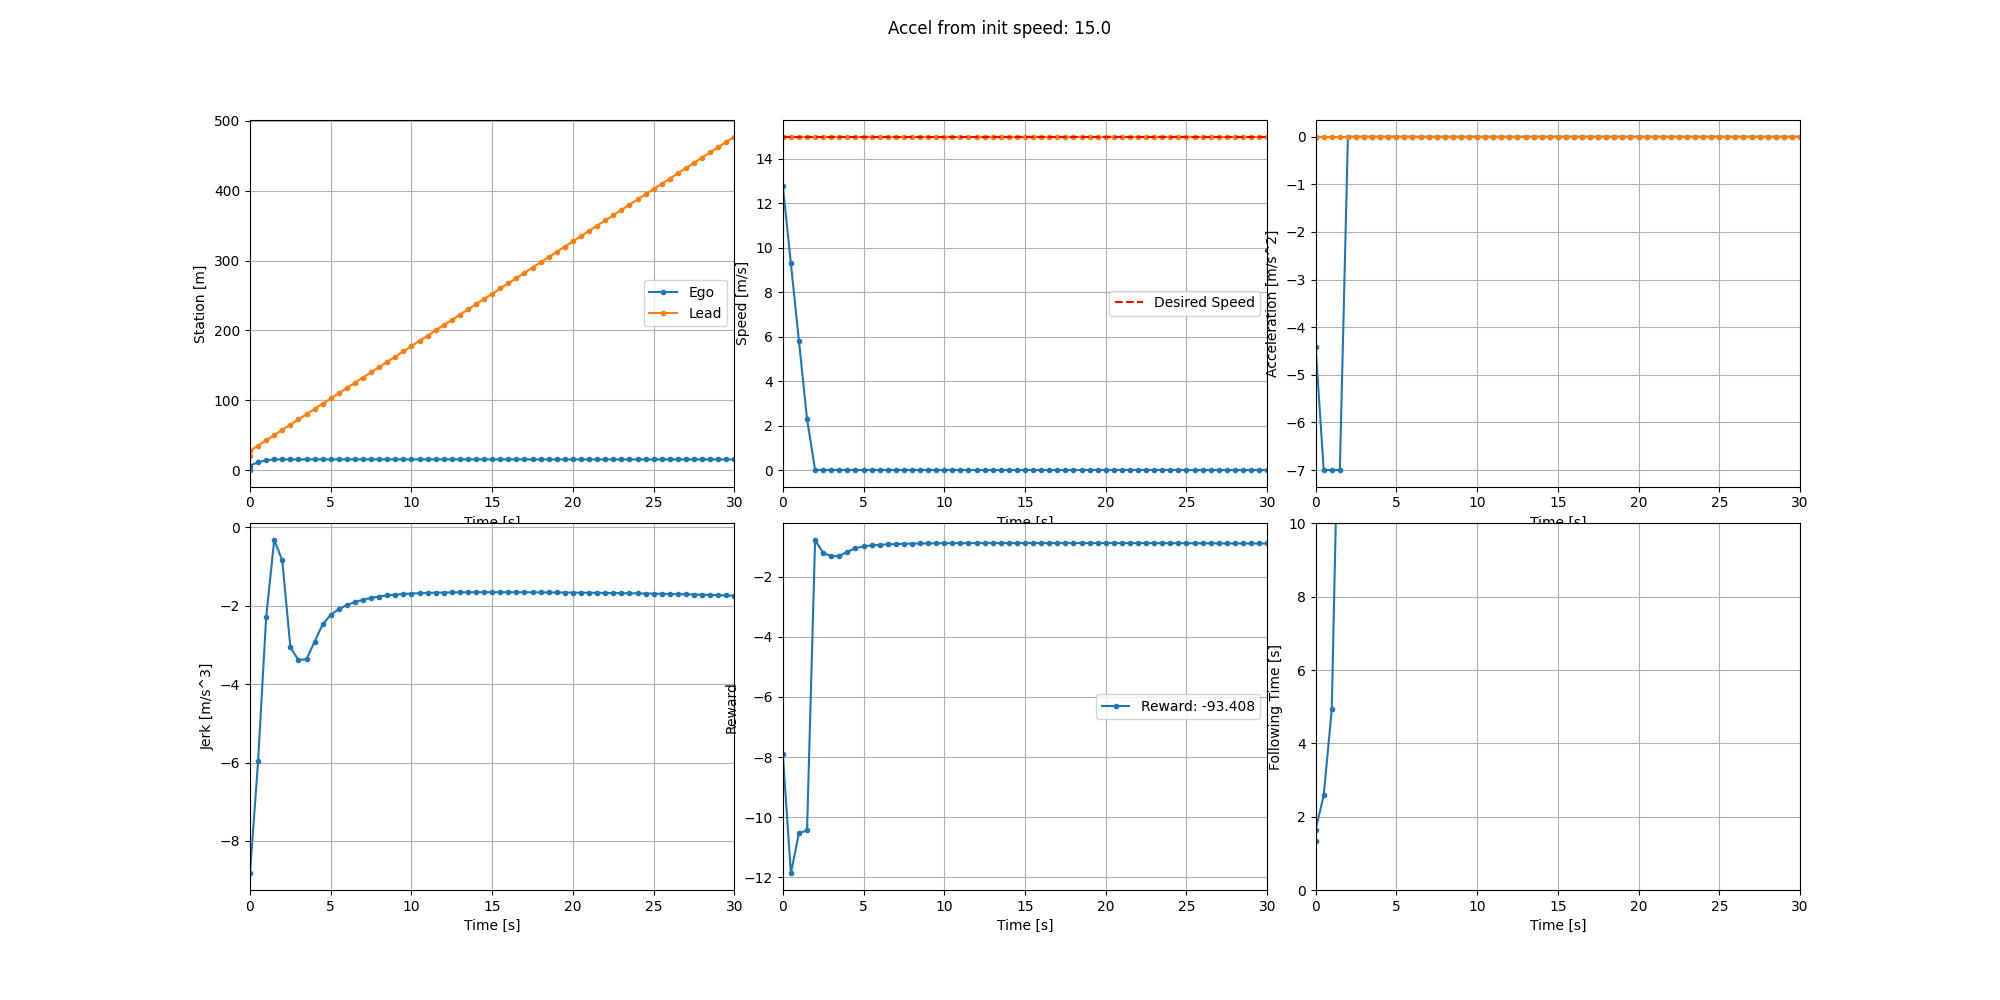 Accel from init speed: 15.0
Station [m]
500
400
300
200
100
0
Ego
Lead
0 5 10 15 20 25 30
Time [s]
Speed [m/s]
14
12
10
8
6
4
2
0
Desired Speed
0 5 10 15 20 25 30
Time [s]
Acceleration [m/s^2]
0
−1
−2
−3
−4
−5
−6
−7
0 5 10 15 20 25 30
Time [s]
Jerk [m/s^3]
0
−2
−4
−6
−8
0 5 10 15 20 25 30
Time [s]
Reward
−2
−4
−6
−8
−10
−12
Reward: -93.408
0 5 10 15 20 25 30
Time [s]
Following Time [s]
10
8
6
4
2
0
0 5 10 15 20 25 30
Time [s]